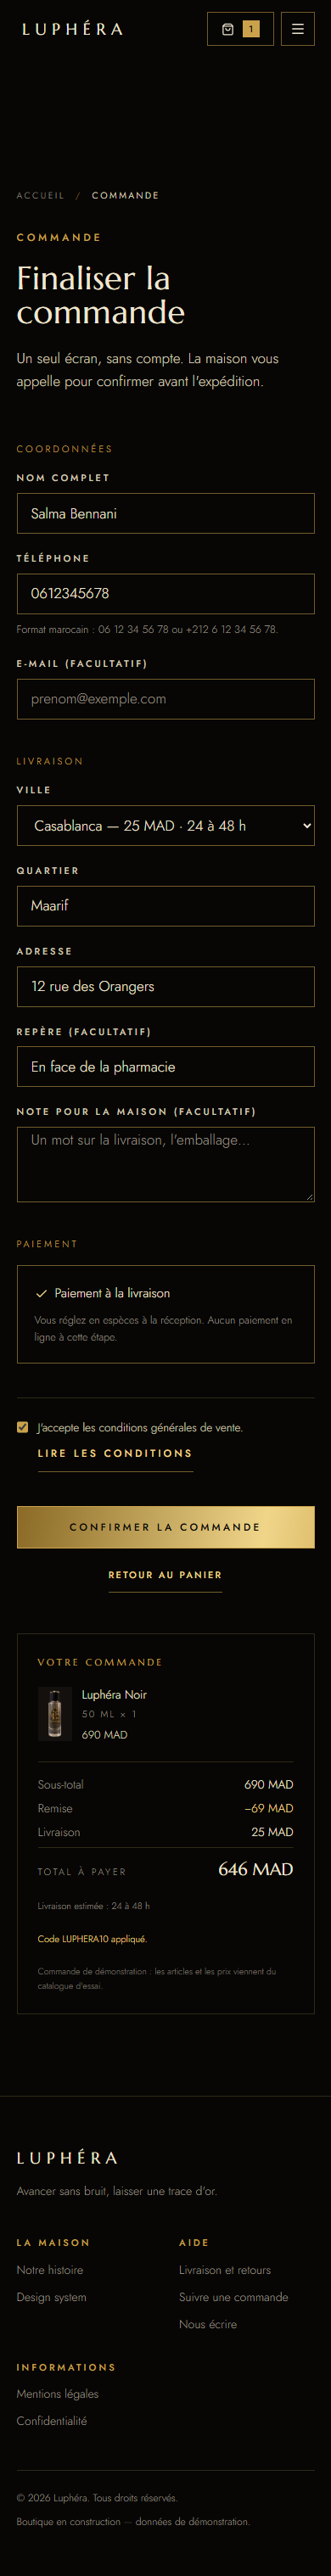 LUPHÉRA
1
ACCUEIL / COMMANDE
COMMANDE
Finaliser la
commande
Un seul écran, sans compte. La maison vous
appelle pour confirmer avant l'expédition.
COORDONNÉES
NOM COMPLET
Salma Bennani
TÉLÉPHONE
0612345678
Format marocain : 06 12 34 56 78 ou +212 6 12 34 56 78.
E-MAIL (FACULTATIF)
prenom@exemple.com
LIVRAISON
VILLE
Casablanca — 25 MAD · 24 à 48 h
QUARTIER
Maarif
ADRESSE
12 rue des Orangers
REPÈRE (FACULTATIF)
En face de la pharmacie
NOTE POUR LA MAISON (FACULTATIF)
Un mot sur la livraison, l'emballage…
PAIEMENT
Paiement à la livraison
Vous réglez en espèces à la réception. Aucun paiement en
ligne à cette étape.
J'accepte les conditions générales de vente.
LIRE LES CONDITIONS
CONFIRMER LA COMMANDE
RETOUR AU PANIER
VOTRE COMMANDE
Luphéra Noir
50 ML × 1
690 MAD
Sous-total 690 MAD
Remise −69 MAD
Livraison 25 MAD
TOTAL À PAYER 646 MAD
Livraison estimée : 24 à 48 h
Code LUPHERA10 appliqué.
Commande de démonstration : les articles et les prix viennent du
catalogue d'essai.
LUPHÉRA
Avancer sans bruit, laisser une trace d'or.
LA MAISON
Notre histoire
Design system
AIDE
Livraison et retours
Suivre une commande
Nous écrire
INFORMATIONS
Mentions légales
Confidentialité
© 2026 Luphéra. Tous droits réservés.
Boutique en construction — données de démonstration.